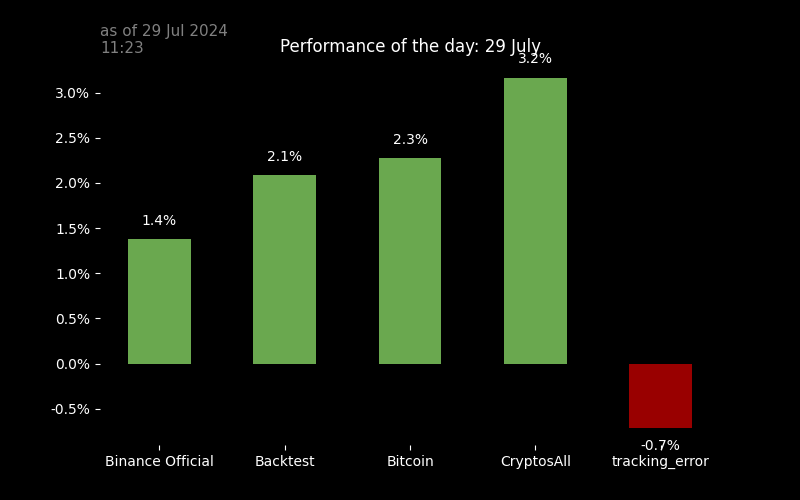 as of 29 Jul 2024
11:23
Performance of the day: 29 July
3.2%
3.0%
2.5%
2.3%
2.1%
2.0%
1.5%
1.4%
1.0%
0.5%
0.0%
-0.5%
-0.7%
Binance Official
Backtest
Bitcoin
CryptosAll
tracking_error